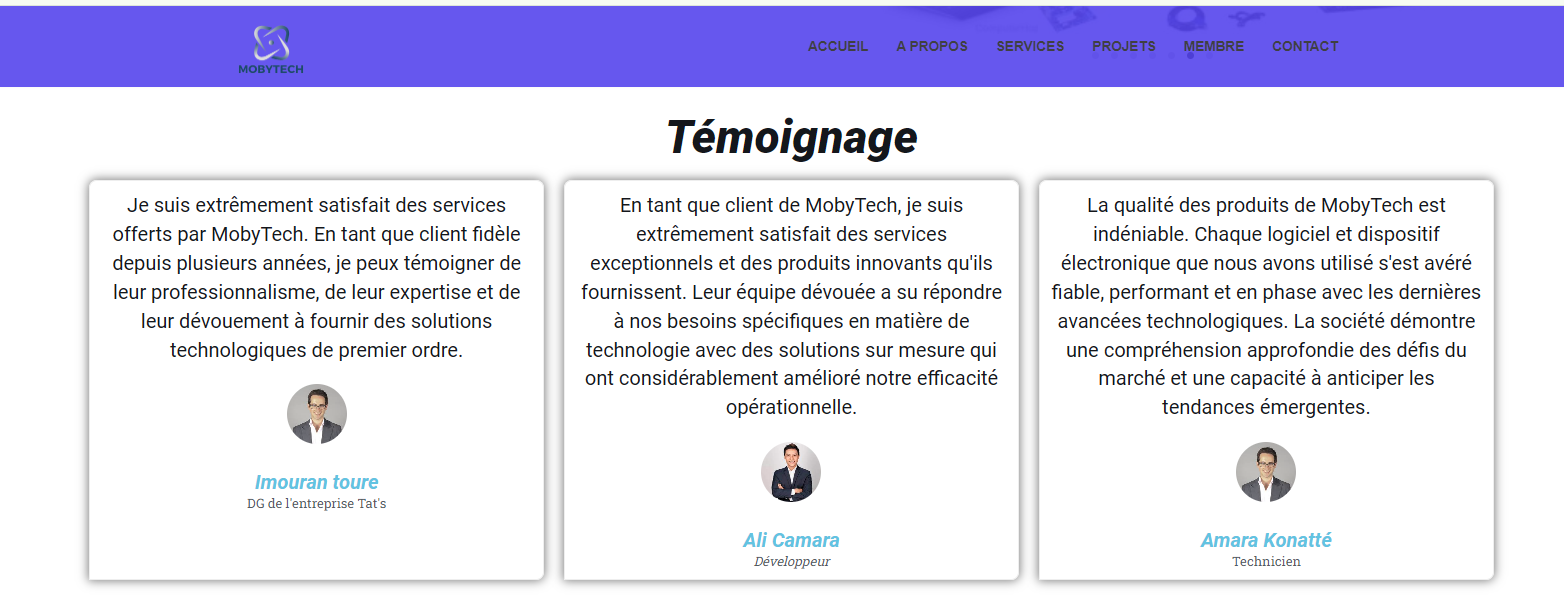 MOBYTECH
ACCUEIL A PROPOS SERVICES PROJETS MEMBRE CONTACT
Témoignage
Je suis extrêmement satisfait des services
offerts par MobyTech. En tant que client fidèle
depuis plusieurs années, je peux témoigner de
leur professionnalisme, de leur expertise et de
leur dévouement à fournir des solutions
technologiques de premier ordre.
Imouran toure
DG de l'entreprise Tat's
En tant que client de MobyTech, je suis
extrêmement satisfait des services
exceptionnels et des produits innovants qu'ils
fournissent. Leur équipe dévouée a su répondre
à nos besoins spécifiques en matière de
technologie avec des solutions sur mesure qui
ont considérablement amélioré notre efficacité
opérationnelle.
Ali Camara
Développeur
La qualité des produits de MobyTech est
indéniable. Chaque logiciel et dispositif
électronique que nous avons utilisé s'est avéré
fiable, performant et en phase avec les dernières
avancées technologiques. La société démontre
une compréhension approfondie des défis du
marché et une capacité à anticiper les
tendances émergentes.
Amara Konatté
Technicien